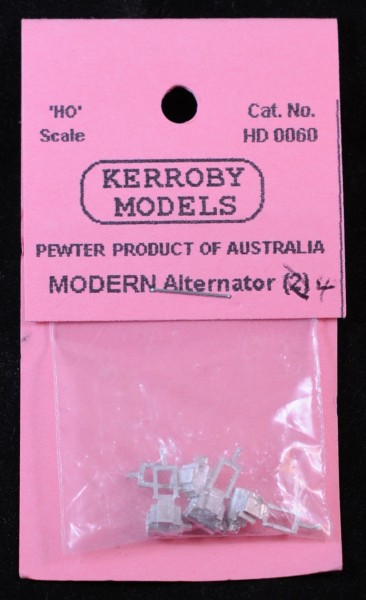 'HO'
Scale
Cat. No.
HD 0060
KERROBY
MODELS
PEWTER PRODUCT OF AUSTRALIA
MODERN Alternator (2) 4